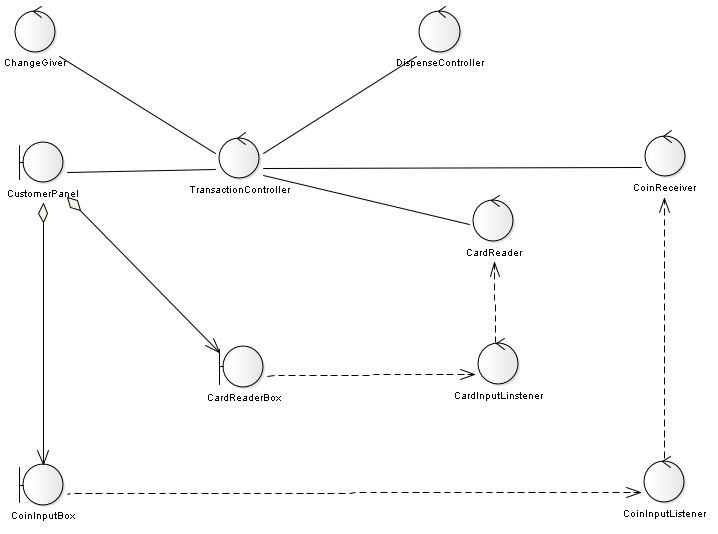 ChangeGiver
DispenseController
CustomerPanel
TransactionController
CoinReceiver
CardReader
CardReaderBox
CardInputLinstener
CoinInputBox
CoinInputListener